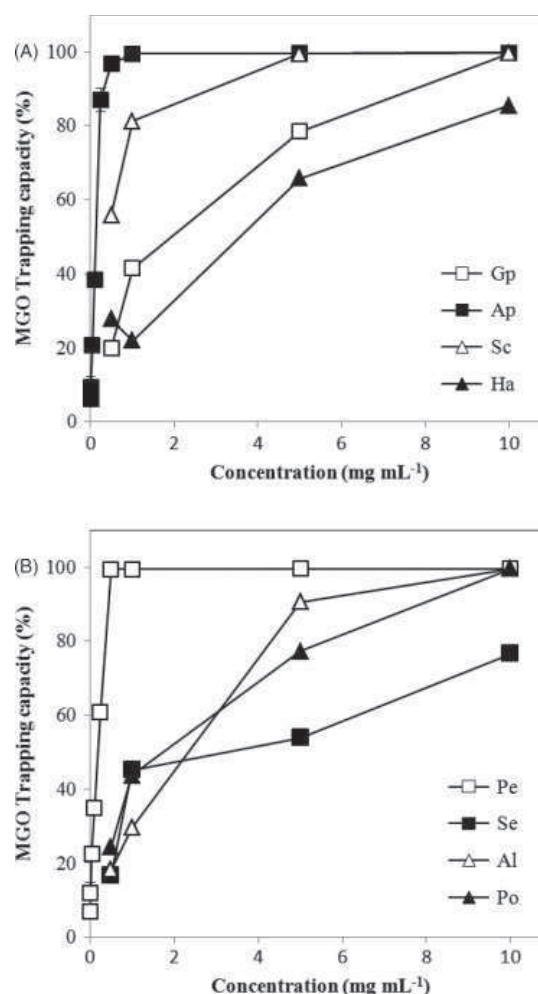 (A)
MGO Trapping capacity (%)
100
80
60
40
20
0
0 2 4 6 8 10
Concentration (mg mL-1)
Gp
Ap
Sc
Ha
(B)
MGO Trapping capacity (%)
100
80
60
40
20
0
0 2 4 6 8 10
Concentration (mg mL-1)
Pe
Se
Al
Po